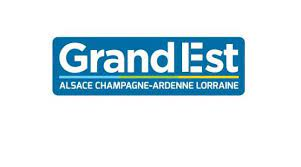 Grand Est
ALSACE CHAMPAGNE-ARDENNE LORRAINE